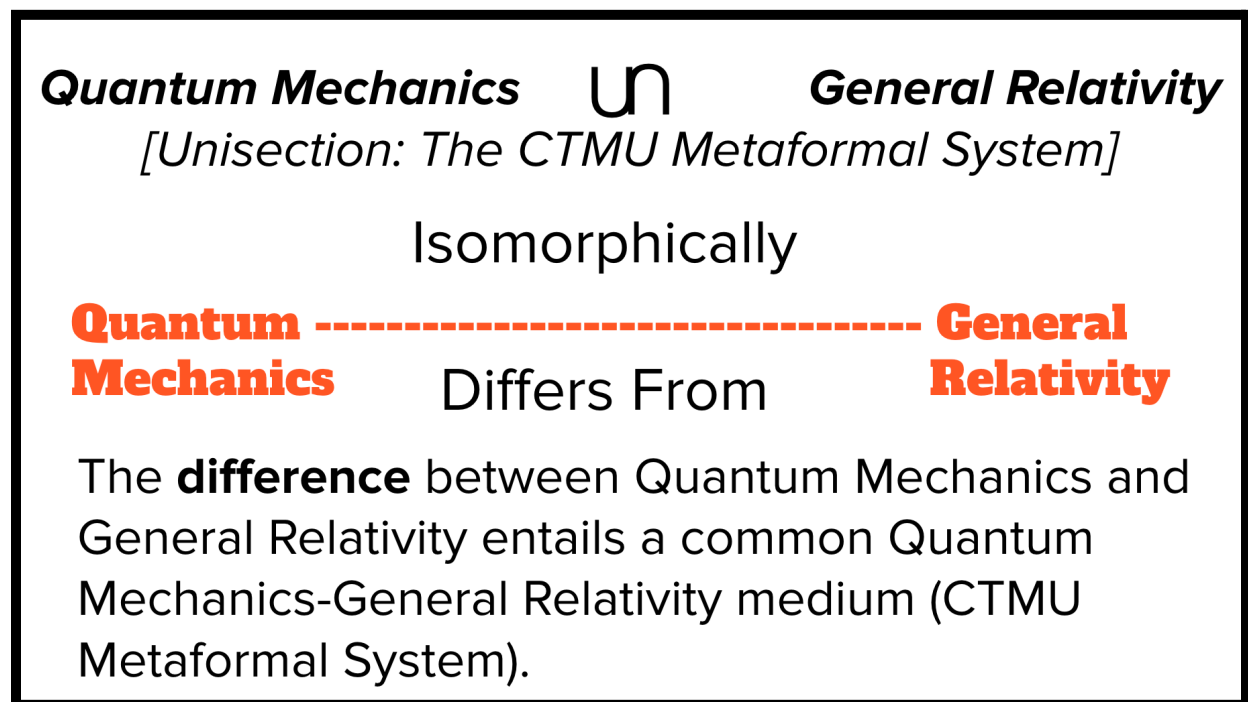 Quantum Mechanics un General Relativity
[Unisection: The CTMU Metaformal System]
Isomorphically
Quantum ---------------------------------- General
Mechanics Differs From Relativity
The difference between Quantum Mechanics and
General Relativity entails a common Quantum
Mechanics-General Relativity medium (CTMU
Metaformal System).